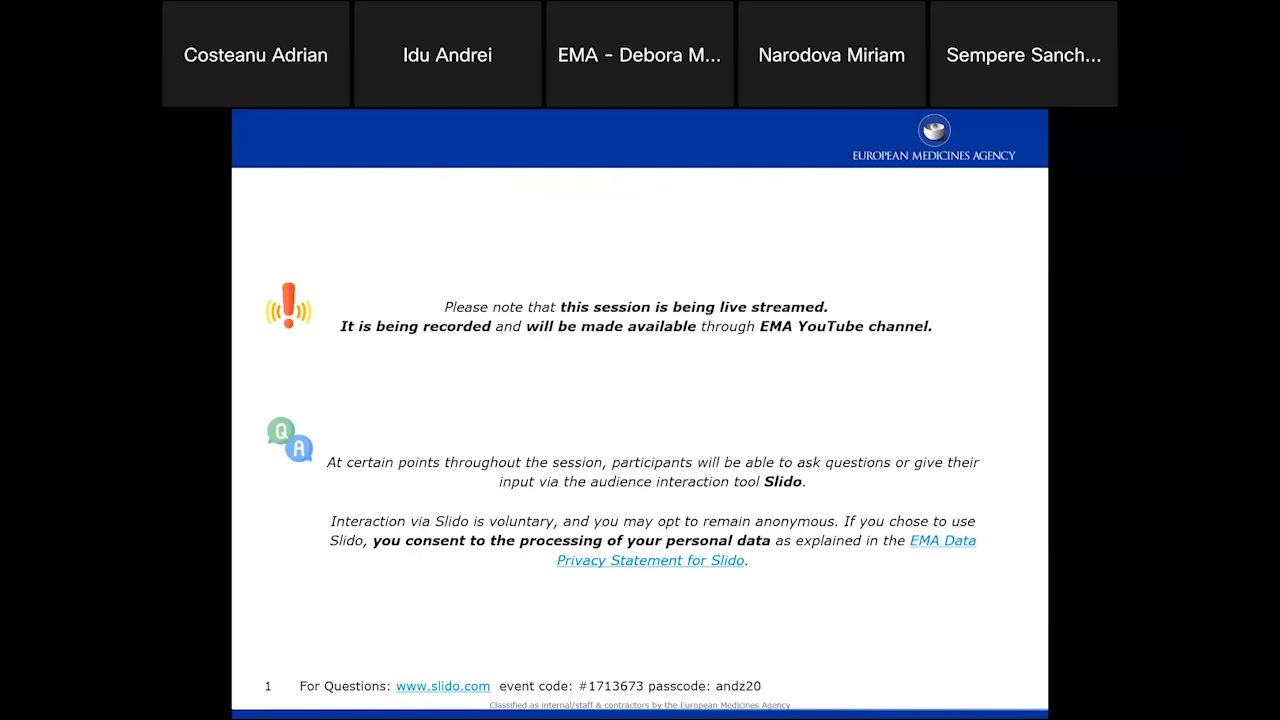 Costeanu Adrian
Idu Andrei
EMA - Debora M...
Narodova Miriam
Sempere Sanch...
EUROPEAN MEDICINES AGENCY
Please note that this session is being live streamed.
It is being recorded and will be made available through EMA YouTube channel.
Q
A
At certain points throughout the session, participants will be able to ask questions or give their
input via the audience interaction tool Slido.
Interaction via Slido is voluntary, and you may opt to remain anonymous. If you chose to use
Slido, you consent to the processing of your personal data as explained in the EMA Data
Privacy Statement for Slido.
1 For Questions: www.slido.com event code: #1713673 passcode: andz20
Classified as internal/staff & contractors by the European Medicines Agency